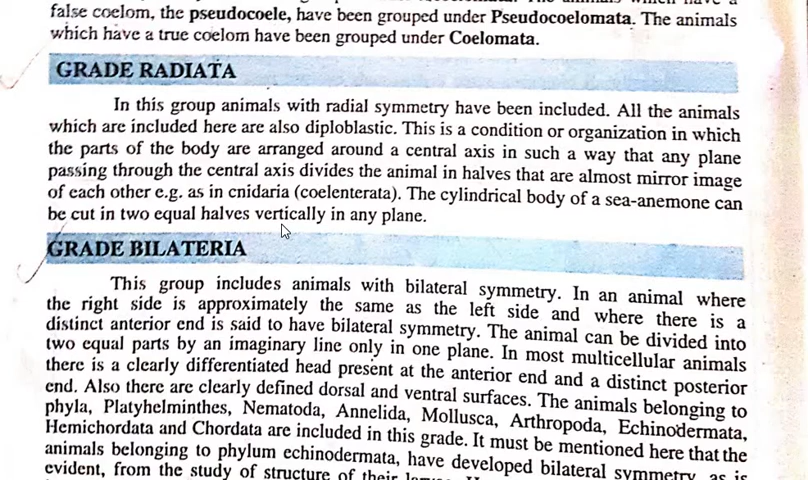 false coelom, the pseudocoele, have been grouped under Pseudocoelomata. The animals
which have a true coelom have been grouped under Coelomata.
GRADE RADIATA
In this group animals with radial symmetry have been included. All the animals
which are included here are also diploblastic. This is a condition or organization in which
the parts of the body are arranged around a central axis in such a way that any plane
passing through the central axis divides the animal in halves that are almost mirror image
of each other e.g. as in cnidaria (coelenterata). The cylindrical body of a sea-anemone can
be cut in two equal halves vertically in any plane.
GRADE BILATERIA
This group includes animals with bilateral symmetry. In an animal where
the right side is approximately the same as the left side and where there is a
distinct anterior end is said to have bilateral symmetry. The animal can be divided into
two equal parts by an imaginary line only in one plane. In most multicellular animals
there is a clearly differentiated head present at the anterior end and a distinct posterior
end. Also there are clearly defined dorsal and ventral surfaces. The animals belonging to
phyla, Platyhelminthes, Nematoda, Annelida, Mollusca, Arthropoda, Echinodermata,
Hemichordata and Chordata are included in this grade. It must be mentioned here that the
animals belonging to phylum echinodermata, have developed bilateral symmetry, as is
evident, from the study of structure of their